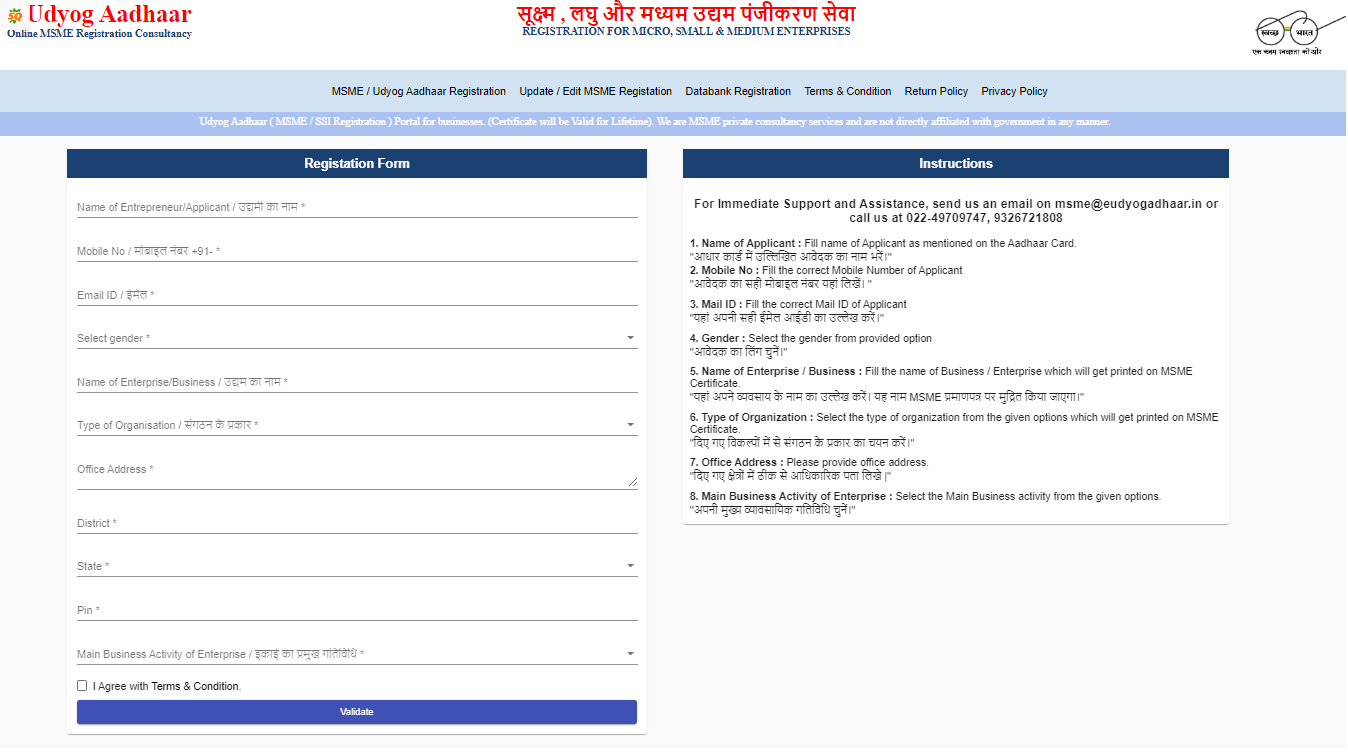 Udyog Aadhaar
Online MSME Registration Consultancy
सूक्ष्म , लघु और मध्यम उद्यम पंजीकरण सेवा
REGISTRATION FOR MICRO, SMALL & MEDIUM ENTERPRISES
स्वच्छ भारत
एक कदम स्वच्छता की ओर
MSME / Udyog Aadhaar Registration Update / Edit MSME Registation Databank Registration Terms & Condition Return Policy Privacy Policy
Udyog Aadhaar ( MSME / SSI Registration ) Portal for businesses. (Certificate will be Valid for Lifetime). We are MSME private consultancy services and are not directly affiliated with government in any manner.
Registation Form
Name of Entrepreneur/Applicant / उद्यमी का नाम *
Mobile No / मोबाइल नंबर +91- *
Email ID / ईमेल *
Select gender *
Name of Enterprise/Business / उद्यम का नाम *
Type of Organisation / संगठन के प्रकार *
Office Address *
District *
State *
Pin *
Main Business Activity of Enterprise / इकाई का प्रमुख गतिविधि *
I Agree with Terms & Condition.
Validate
Instructions
For Immediate Support and Assistance, send us an email on msme@eudyogadhaar.in or
call us at 022-49709747, 9326721808
1. Name of Applicant : Fill name of Applicant as mentioned on the Aadhaar Card.
"आधार कार्ड में उल्लिखित आवेदक का नाम भरें।"
2. Mobile No : Fill the correct Mobile Number of Applicant
"आवेदक का सही मोबाइल नंबर यहां लिखें। "
3. Mail ID : Fill the correct Mail ID of Applicant
"यहां अपनी सही ईमेल आईडी का उल्लेख करें।"
4. Gender : Select the gender from provided option
"आवेदक का लिंग चुनें।"
5. Name of Enterprise / Business : Fill the name of Business / Enterprise which will get printed on MSME
Certificate.
"यहां अपने व्यवसाय के नाम का उल्लेख करें। यह नाम MSME प्रमाणपत्र पर मुद्रित किया जाएगा।"
6. Type of Organization : Select the type of organization from the given options which will get printed on MSME
Certificate.
"दिए गए विकल्पों में से संगठन के प्रकार का चयन करें।"
7. Office Address : Please provide office address.
"दिए गए क्षेत्रों में ठीक से आधिकारिक पता लिखे |"
8. Main Business Activity of Enterprise : Select the Main Business activity from the given options.
"अपनी मुख्य व्यावसायिक गतिविधि चुनें।"